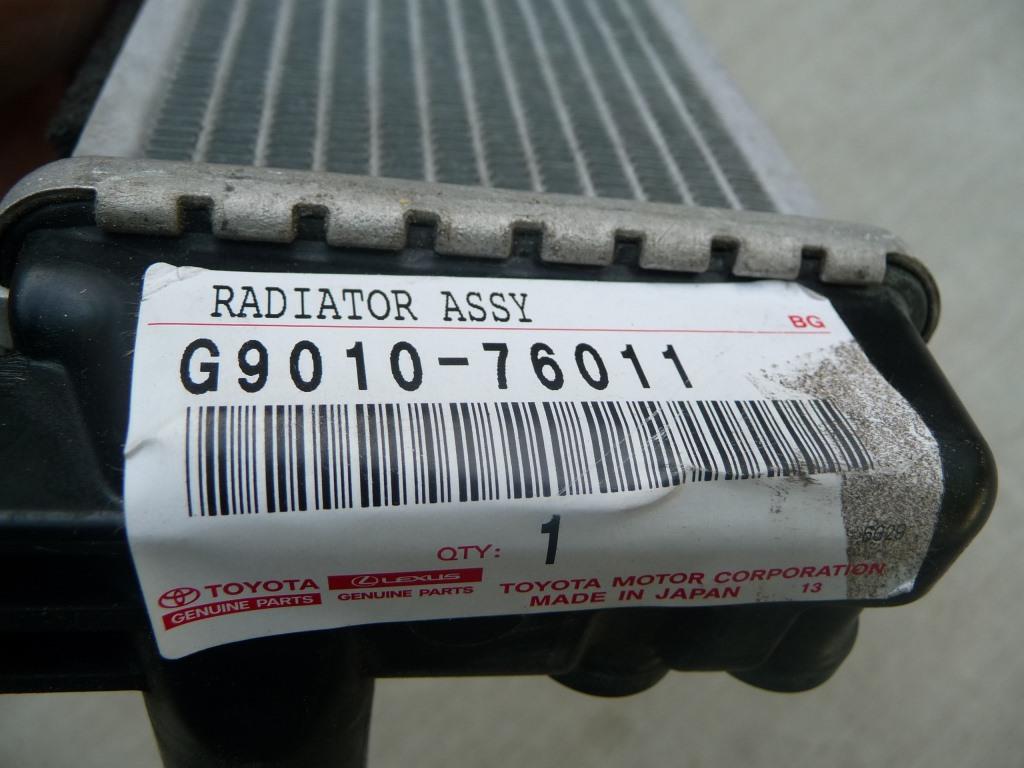 RADIATOR ASSY
BG
G9010-76011
QTY: 1
TOYOTA
GENUINE PARTS
LEXUS
GENUINE PARTS
TOYOTA MOTOR CORPORATION
MADE IN JAPAN 13